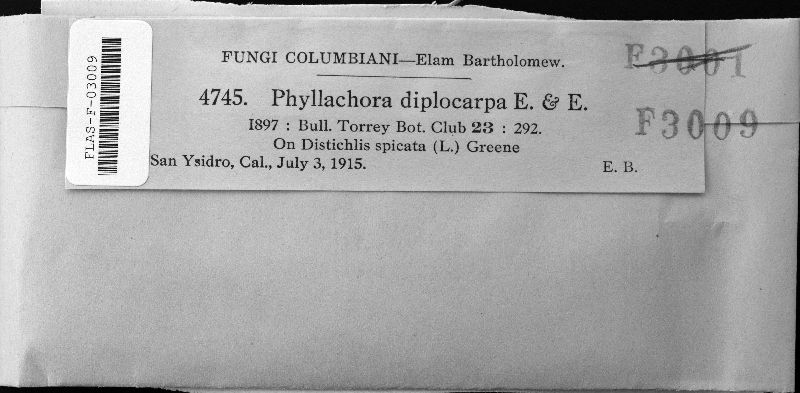 FLAS-F-03009
FUNGI COLUMBIANI—Elam Bartholomew.
4745. Phyllachora diplocarpa E. & E.
1897 : Bull. Torrey Bot. Club 23 : 292.
On Distichlis spicata (L.) Greene
San Ysidro, Cal., July 3, 1915. E. B.
F3001
F3009